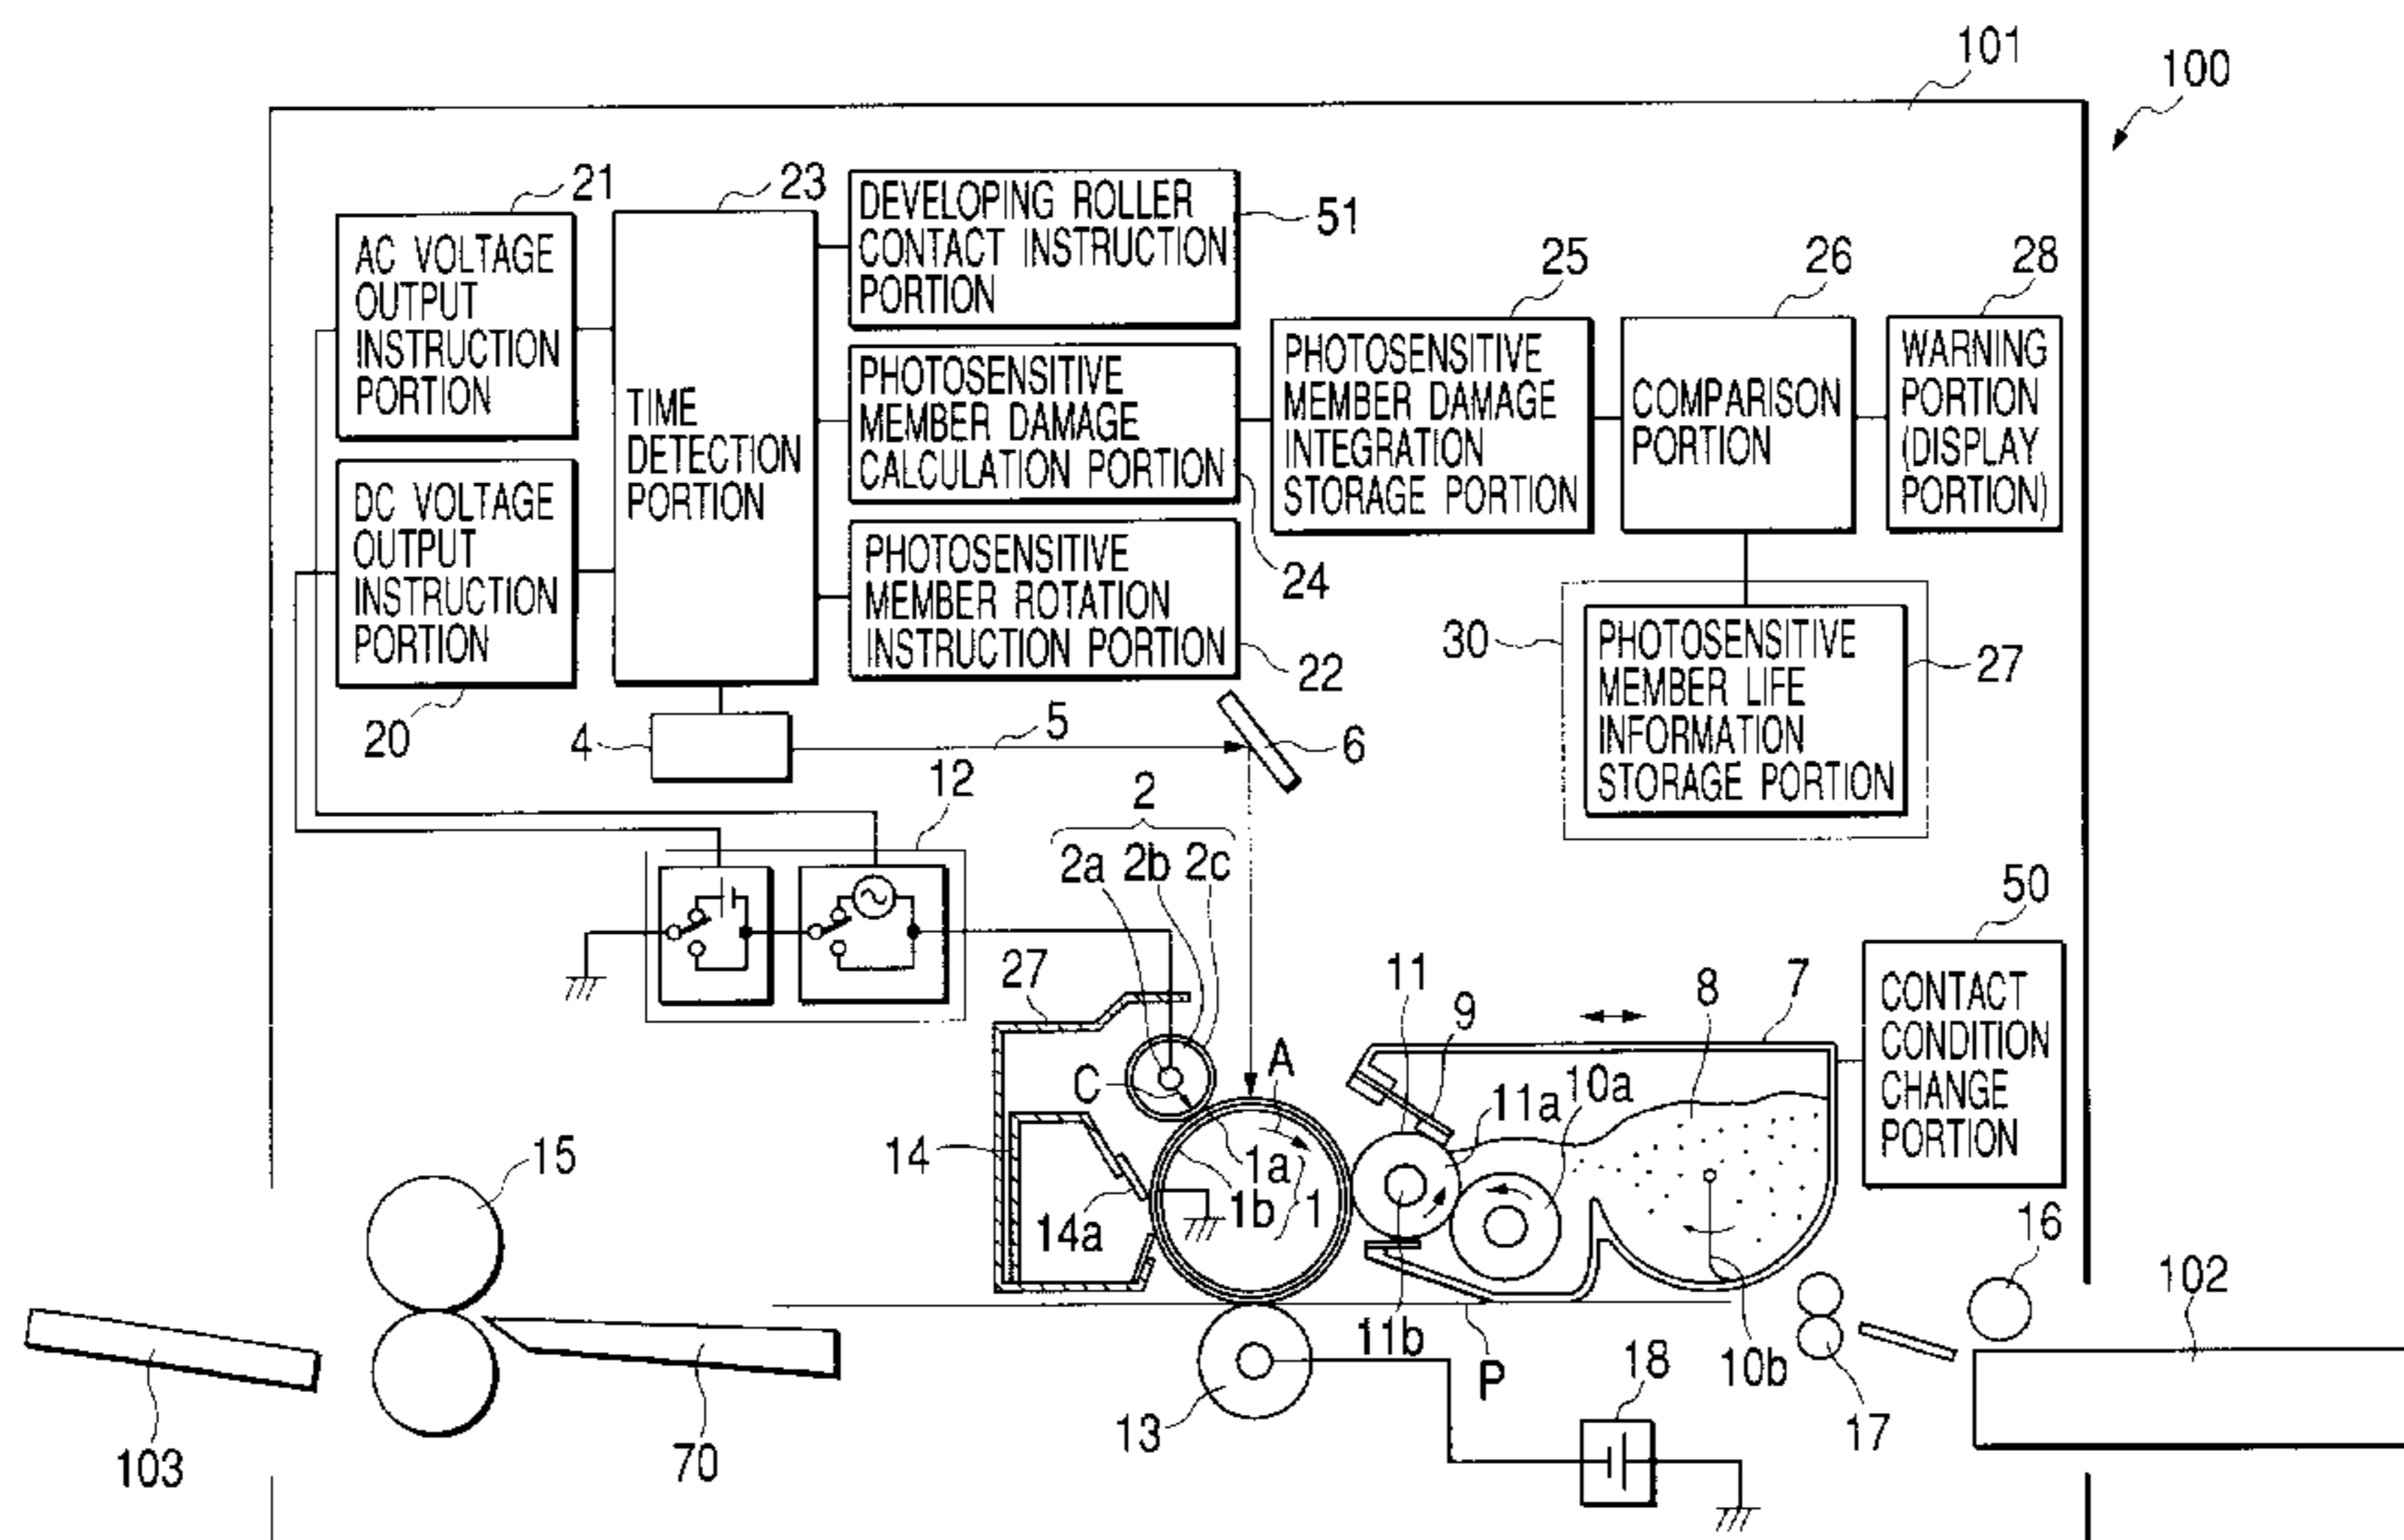 101
100
21
23
51
25
26
28
AC VOLTAGE
OUTPUT
INSTRUCTION
PORTION
DC VOLTAGE
OUTPUT
INSTRUCTION
PORTION
20
TIME
DETECTION
PORTION
DEVELOPING ROLLER
CONTACT INSTRUCTION
PORTION
PHOTOSENSITIVE
MEMBER DAMAGE
CALCULATION PORTION
24
PHOTOSENSITIVE
MEMBER ROTATION
INSTRUCTION PORTION
22
PHOTOSENSITIVE
MEMBER DAMAGE
INTEGRATION
STORAGE PORTION
COMPARISON
PORTION
WARNING
PORTION
(DISPLAY
PORTION)
30
PHOTOSENSITIVE
MEMBER LIFE
INFORMATION
STORAGE PORTION
27
4
5
6
12
2
2a 2b 2c
50
CONTACT
CONDITION
CHANGE
PORTION
27
11
9
8
7
C
A
11a
10a
14
1a
1b
1
14a
15
16
102
11b
P
10b
17
18
13
103
70